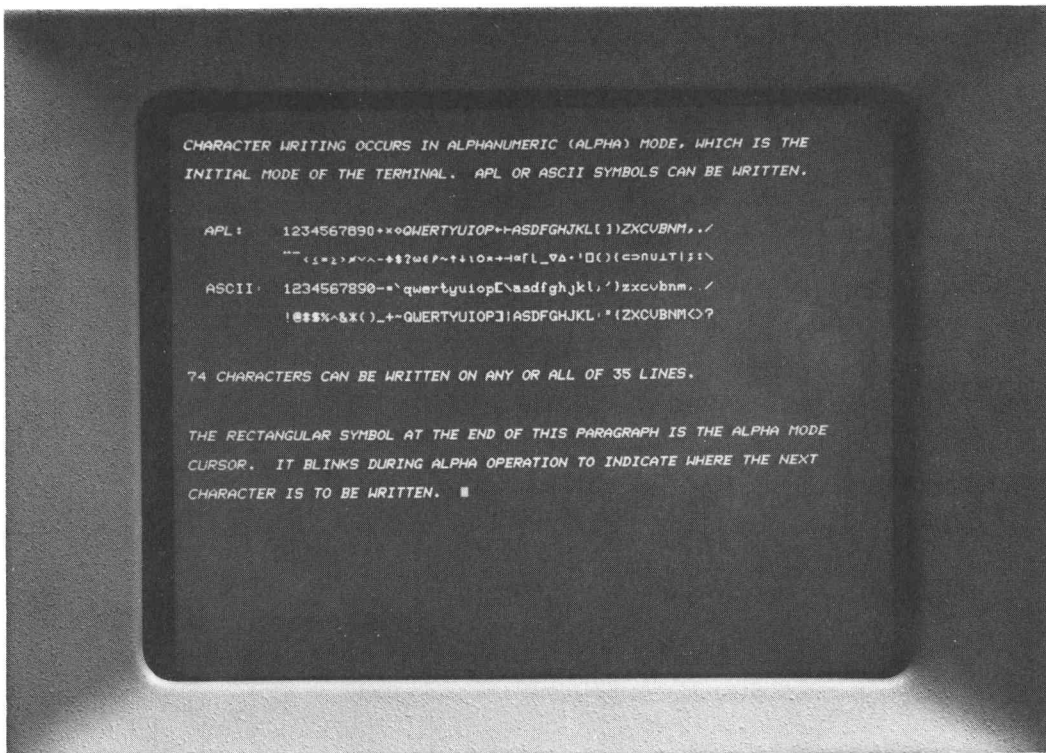 CHARACTER WRITING OCCURS IN ALPHANUMERIC (ALPHA) MODE, WHICH IS THE
INITIAL MODE OF THE TERMINAL. APL OR ASCII SYMBOLS CAN BE WRITTEN.
APL: 1234567890+×◇QWERTYUIOP←⊢ASDFGHJKL[])ZXCVBNM,./
¨¯<≤=≥>≠∨∧-÷$?⍵∊⍴~↑↓⍳○*→⊣⍺⌈⌊_∇∆∘'⎕()(⊂⊃∩∪⊥⊤|;:\
ASCII: 1234567890-=`qwertyuiop[\asdfghjkl;'}zxcvbnm,./
!@#$%^&*()_+~QWERTYUIOP]|ASDFGHJKL:"{ZXCVBNM<>?
74 CHARACTERS CAN BE WRITTEN ON ANY OR ALL OF 35 LINES.
THE RECTANGULAR SYMBOL AT THE END OF THIS PARAGRAPH IS THE ALPHA MODE
CURSOR. IT BLINKS DURING ALPHA OPERATION TO INDICATE WHERE THE NEXT
CHARACTER IS TO BE WRITTEN.